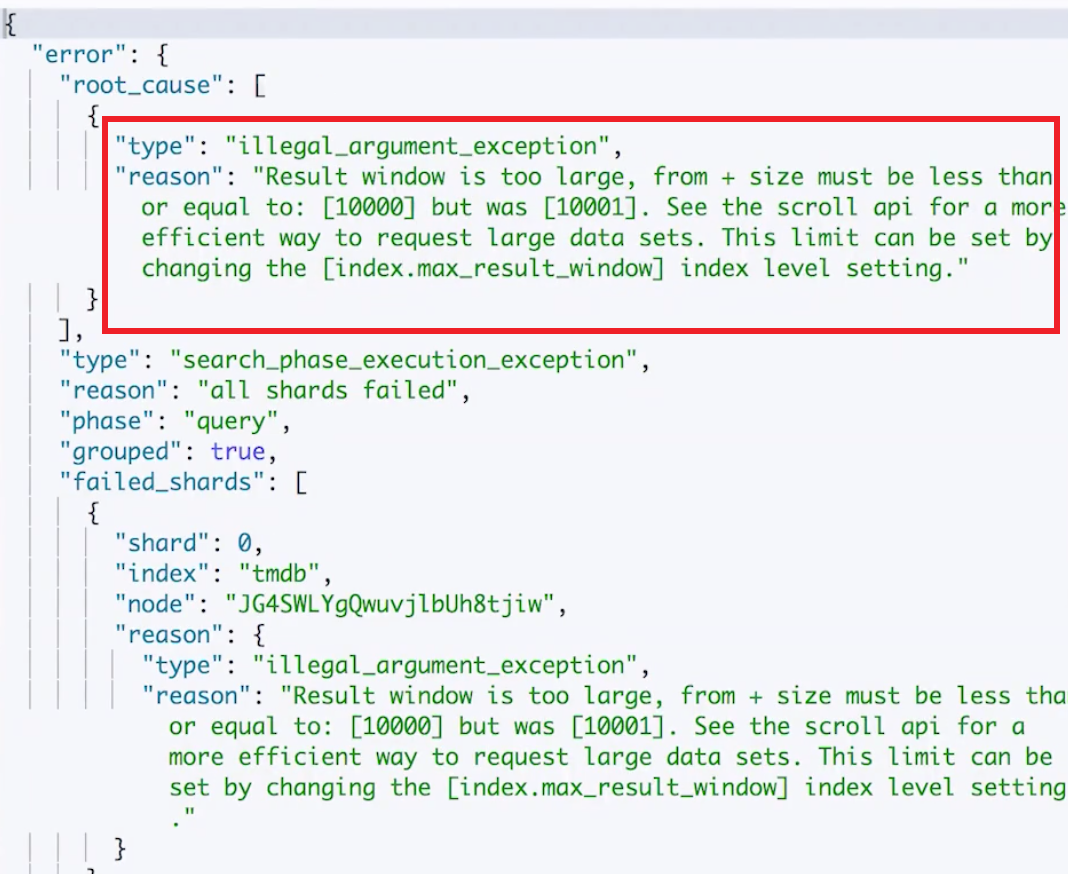 {
"error": {
"root_cause": [
{
"type": "illegal_argument_exception",
"reason": "Result window is too large, from + size must be less than
or equal to: [10000] but was [10001]. See the scroll api for a more
efficient way to request large data sets. This limit can be set by
changing the [index.max_result_window] index level setting."
}
],
"type": "search_phase_execution_exception",
"reason": "all shards failed",
"phase": "query",
"grouped": true,
"failed_shards": [
{
"shard": 0,
"index": "tmdb",
"node": "JG4SWLYgQwuvjlbUh8tjiw",
"reason": {
"type": "illegal_argument_exception",
"reason": "Result window is too large, from + size must be less tha
or equal to: [10000] but was [10001]. See the scroll api for a
more efficient way to request large data sets. This limit can be
set by changing the [index.max_result_window] index level setting
."
}